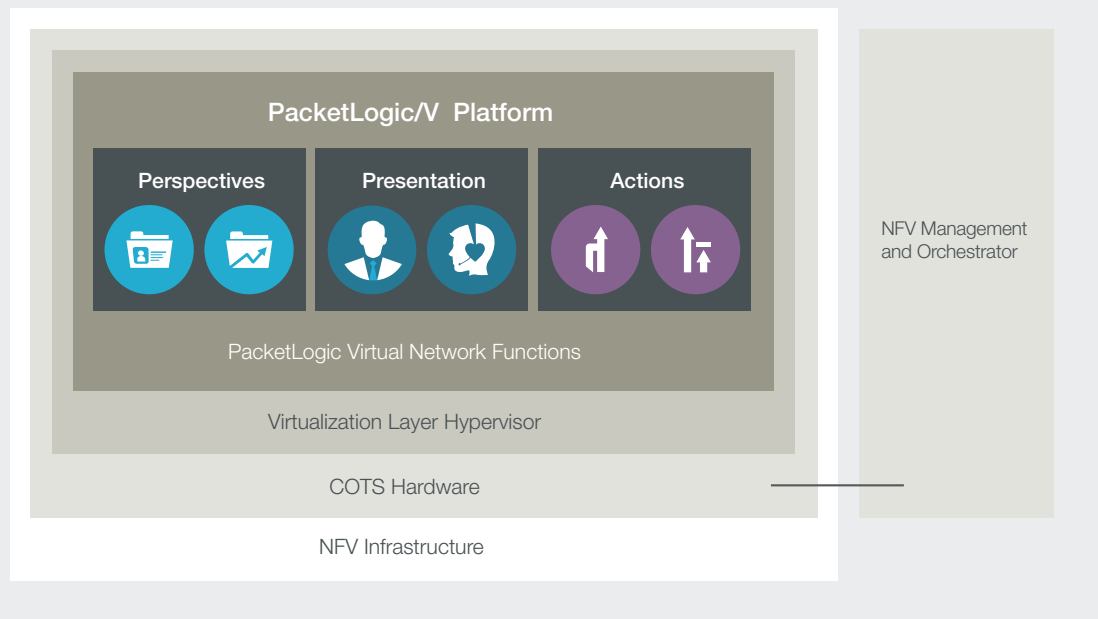 PacketLogic/V Platform
Perspectives
Presentation
Actions
PacketLogic Virtual Network Functions
Virtualization Layer Hypervisor
COTS Hardware
NFV Infrastructure
NFV Management
and Orchestrator